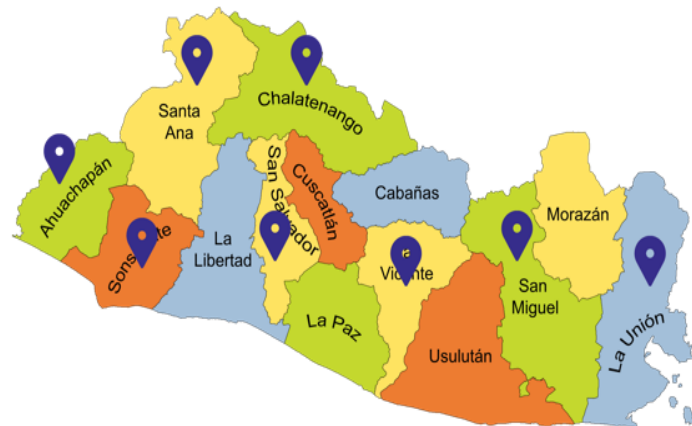 Santa
Ana
Chalatenango
Ahuachapán
San Salvador
Cuscatlán
Cabañas
Morazán
La
Libertad
Vicente
San
Miguel
La Unión
La Paz
Usulután